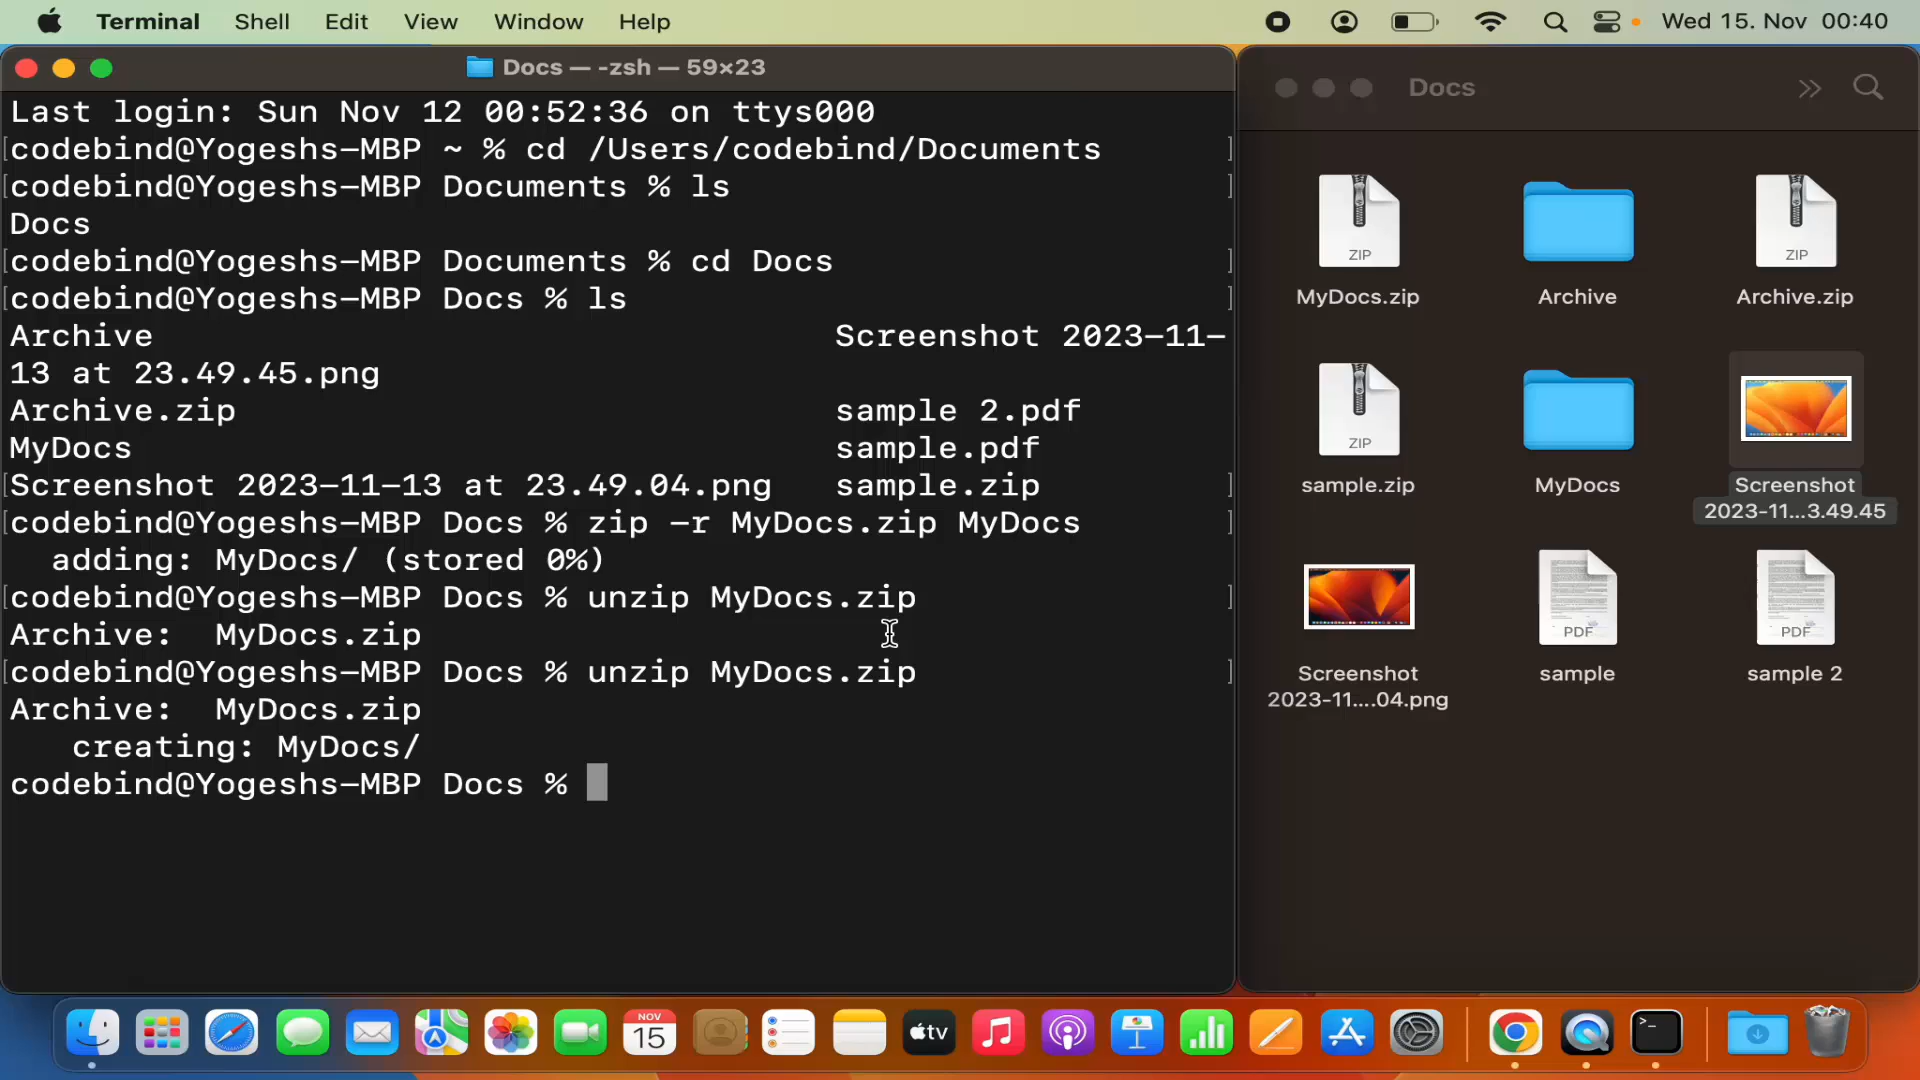 Terminal Shell Edit View Window Help Wed 15. Nov 00:40
Docs — -zsh — 59×23
Last login: Sun Nov 12 00:52:36 on ttys000
[codebind@Yogeshs-MBP ~ % cd /Users/codebind/Documents ]
[codebind@Yogeshs-MBP Documents % ls ]
Docs
[codebind@Yogeshs-MBP Documents % cd Docs ]
[codebind@Yogeshs-MBP Docs % ls ]
Archive Screenshot 2023-11-
13 at 23.49.45.png
Archive.zip sample 2.pdf
MyDocs sample.pdf
[Screenshot 2023-11-13 at 23.49.04.png sample.zip ]
[codebind@Yogeshs-MBP Docs % zip -r MyDocs.zip MyDocs ]
adding: MyDocs/ (stored 0%)
[codebind@Yogeshs-MBP Docs % unzip MyDocs.zip ]
Archive: MyDocs.zip
[codebind@Yogeshs-MBP Docs % unzip MyDocs.zip ]
Archive: MyDocs.zip
creating: MyDocs/
codebind@Yogeshs-MBP Docs %
Docs
ZIP ZIP
MyDocs.zip Archive Archive.zip
ZIP
sample.zip MyDocs Screenshot
2023-11...3.49.45
PDF PDF
Screenshot sample sample 2
2023-11....04.png
NOV
15
tv
>_